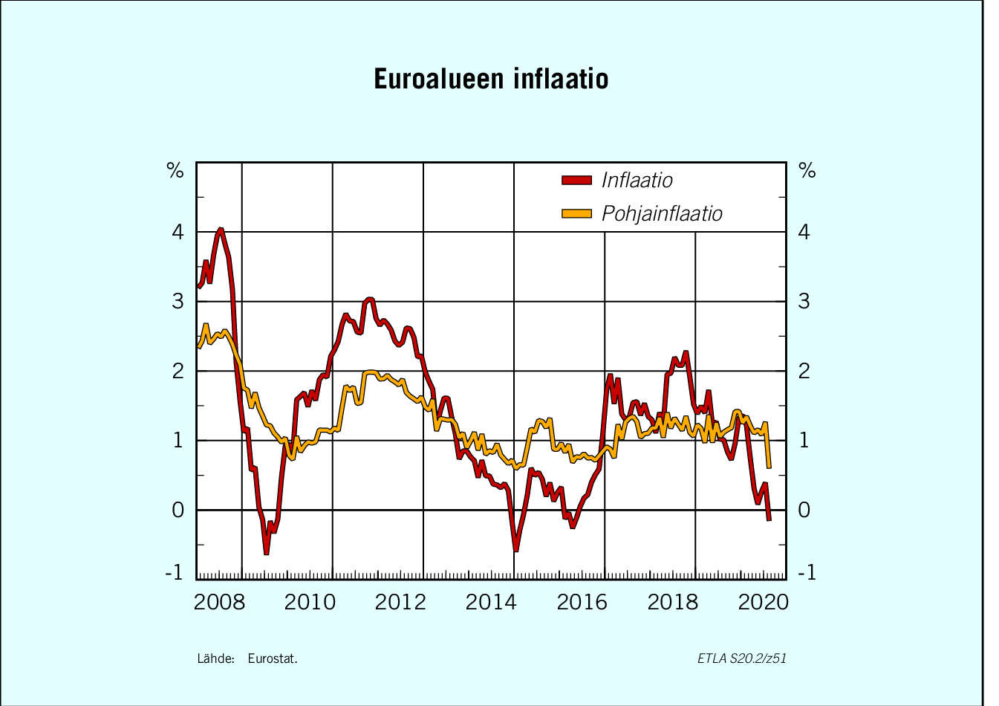 Euroalueen inflaatio
% %
Inflaatio
Pohjainflaatio
4 4
3 3
2 2
1 1
0 0
-1 -1
2008 2010 2012 2014 2016 2018 2020
Lähde: Eurostat. ETLA S20.2/z51